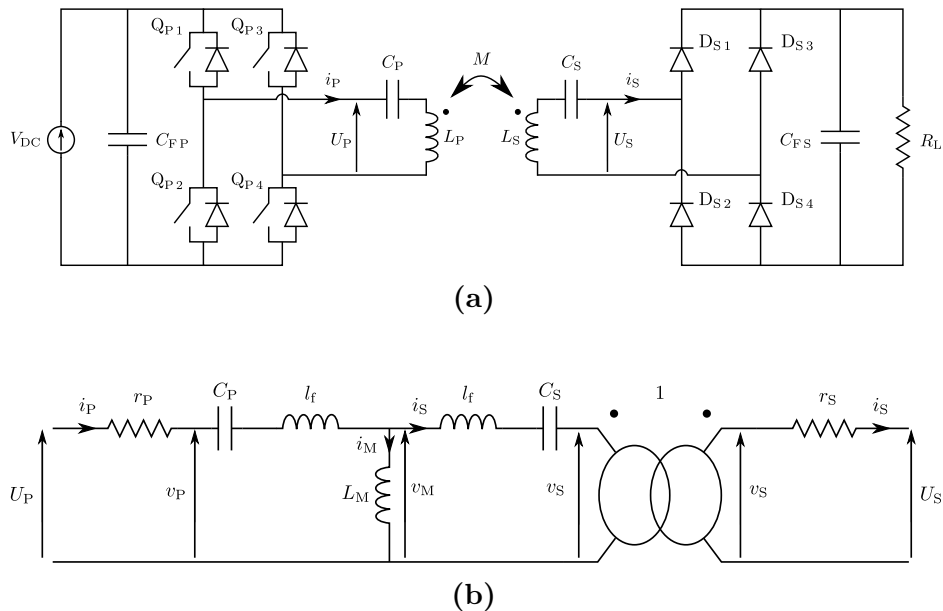 Q_P1 Q_P3 D_S1 D_S3
i_P C_P M C_S i_S
V_DC C_FP U_P L_P L_S U_S C_FS R_L
Q_P2 Q_P4 D_S2 D_S4
(a)
i_P r_P C_P l_f i_S l_f C_S 1 r_S i_S
i_M
U_P v_P L_M v_M v_S v_S U_S
(b)